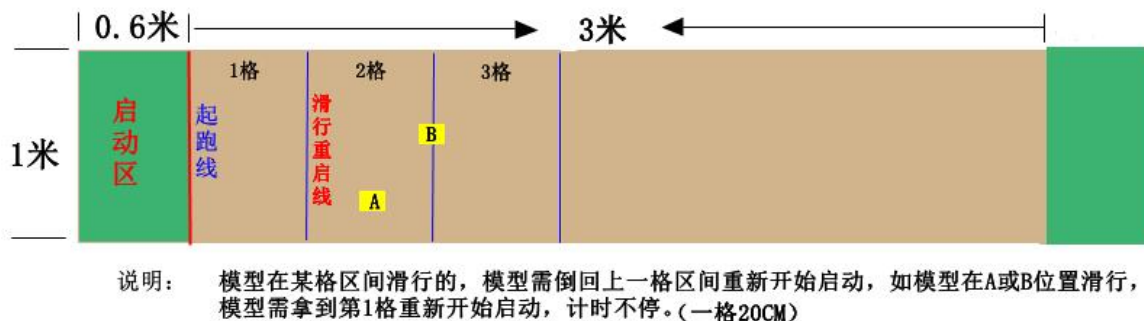 0.6米
3米
1格
2格
3格
启动区
起跑线
滑行重启线
B
A
1米
说明：
模型在某格区间滑行的，模型需倒回上一格区间重新开始启动，如模型在A或B位置滑行，
模型需拿到第1格重新开始启动，计时不停。(一格20CM)